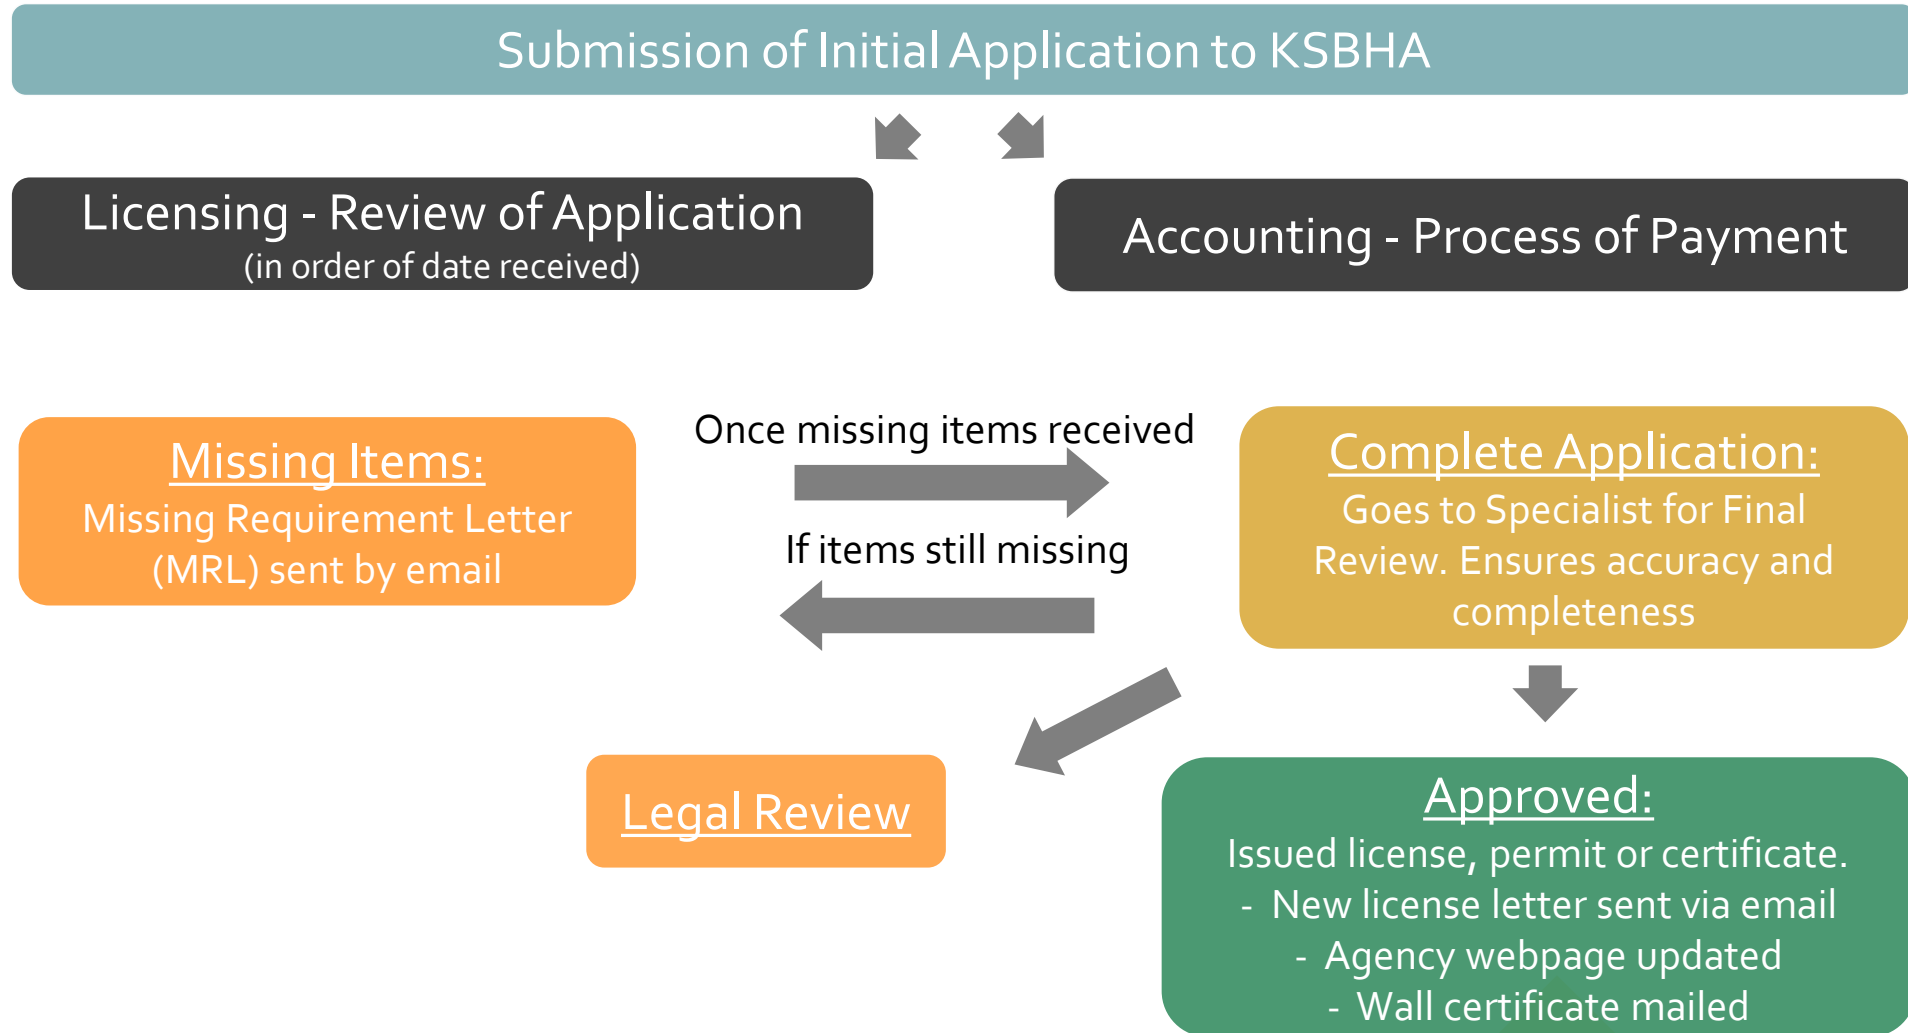 Submission of Initial Application to KSBHA
Licensing - Review of Application
(in order of date received)
Accounting - Process of Payment
Missing Items:
Missing Requirement Letter
(MRL) sent by email
Once missing items received
If items still missing
Complete Application:
Goes to Specialist for Final
Review. Ensures accuracy and
completeness
Legal Review
Approved:
Issued license, permit or certificate.
- New license letter sent via email
- Agency webpage updated
- Wall certificate mailed